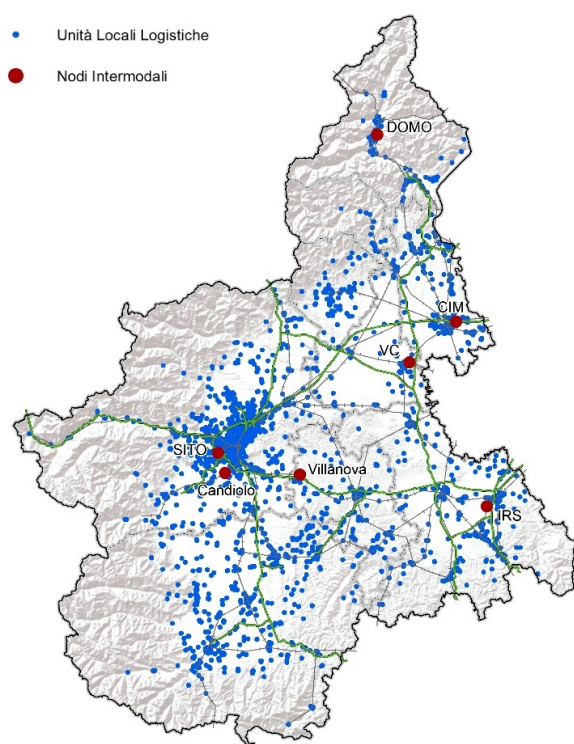 Unità Locali Logistiche
Nodi Intermodali
DOMO
CIM
VC
SITO
Candiolo
Villanova
IRS